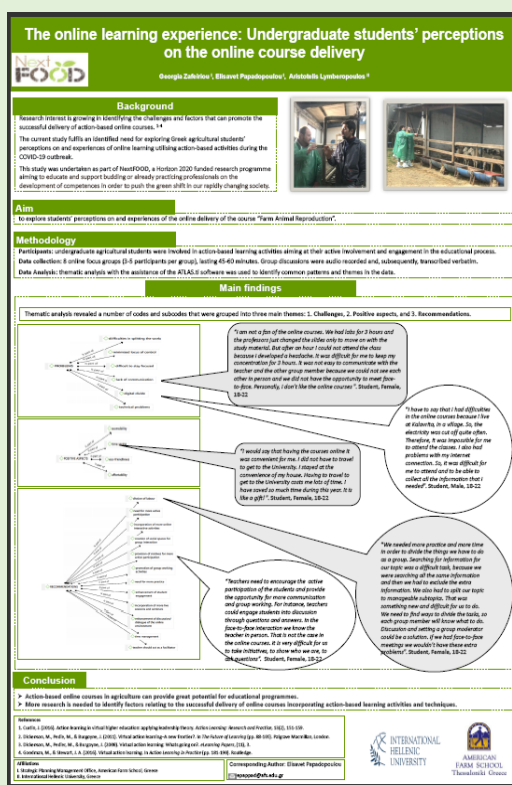 The online learning experience: Undergraduate students' perceptions
on the online course delivery
Next
FOOD
Georgia Zafeiriou¹, Elisavet Papadopoulou¹, Aristotelis Lymberopoulos
Background
Research interest is growing in identifying the challenges and factors that can promote the
successful delivery of action-based online courses. ¹⁻⁴
The current study fulfils an identified need for exploring Greek agricultural students'
perceptions on and experiences of online learning utilising action-based activities during the
COVID-19 outbreak.
This study was undertaken as part of NextFOOD, a Horizon 2020 funded research programme
aiming to educate and support budding or already practicing professionals on the
development of competences in order to push the green shift in our rapidly changing society.
Aim
to explore students' perceptions on and experiences of the online delivery of the course "Farm Animal Reproduction".
Methodology
Participants: undergraduate agricultural students were involved in action-based learning activities aiming at their active involvement and engagement in the educational process.
Data collection: 8 online focus groups (3-5 participants per group), lasting 45-60 minutes. Group discussions were audio recorded and, subsequently, transcribed verbatim.
Data Analysis: thematic analysis with the assistance of the ATLAS.ti software was used to identify common patterns and themes in the data.
Main findings
Thematic analysis revealed a number of codes and subcodes that were grouped into three main themes: 1. Challenges, 2. Positive aspects, and 3. Recommendations.
"I am not a fan of the online courses. We had labs for 3 hours and
the professors just changed the slides only to move on with the
study material. But after an hour I could not attend the class
because I developed a headache. It was difficult for me to keep my
concentration for 3 hours. It was not easy to communicate with the
teacher and the other group member because we could not see each
other in person and we did not have the opportunity to meet face-
to-face. Personally, I don't like the online courses". Student, Female,
18-22
"I have to say that I had difficulties
in the online courses because I live
at Kalavrita, in a village. So, the
electricity was cut off quite often.
Therefore, it was impossible for me
to attend the classes. I also had
problems with my internet
connection. So, it was difficult for
me to attend and to be able to
collect all the information that I
needed". Student, Male, 18-22
"I would say that having the courses online it
was convenient for me, I did not have to travel
to get to the University. I stayed at the
convenience of my house. Having to travel to
get to the University costs me lots of time. I
have saved so much time during this year. It is
like a gift!" Student, Female, 18-22
"We needed more practice and more time
in order to divide the things we have to do
as a group. Searching for information for
our topic was a difficult task, because we
were searching all the same information
and then we had to exclude the extra
information. We also had to split our topic
to manageable subtopics. That was
something new and difficult for us to do.
We need to find ways to divide the tasks, so
each group member will know what to do.
Discussion and setting a group moderator
could be a solution. If we had face-to-face
meetings we wouldn't have these extra
problems". Student, Female, 18-22
"Teachers need to encourage the active
participation of the students and provide
the opportunity for more communication
and group working. For instance, teachers
could engage students into discussion
through questions and answers. In the
face-to-face interaction we know the
teacher in person. That is not the case in
the online courses. It is very difficult for us
to take initiatives, to show who we are, to
ask questions". Student, Female, 18-22
Conclusion
➤ Action-based online courses in agriculture can provide great potential for educational programmes.
➤ More research is needed to identify factors relating to the successful delivery of online courses incorporating action-based learning activities and techniques.
References
Affiliations
I. Strategic Planning Management Office, American Farm School, Greece
II. International Hellenic University, Greece
Corresponding Author: Elisavet Papadopoulou
epapad@afs.edu.gr
INTERNATIONAL
HELLENIC
UNIVERSITY
AMERICAN
FARM SCHOOL
Thessaloniki Greece